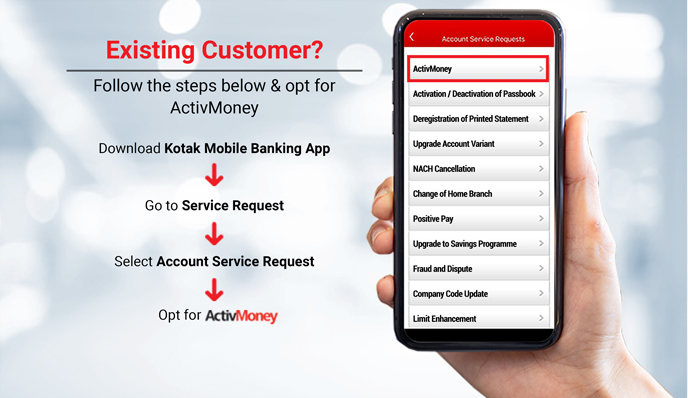 Existing Customer?
Follow the steps below & opt for
ActivMoney
Download Kotak Mobile Banking App
Go to Service Request
Select Account Service Request
Opt for ActivMoney
Account Service Requests
ActivMoney
Activation / Deactivation of Passbook
Deregistration of Printed Statement
Upgrade Account Variant
NACH Cancellation
Change of Home Branch
Positive Pay
Upgrade to Savings Programme
Fraud and Dispute
Company Code Update
Limit Enhancement